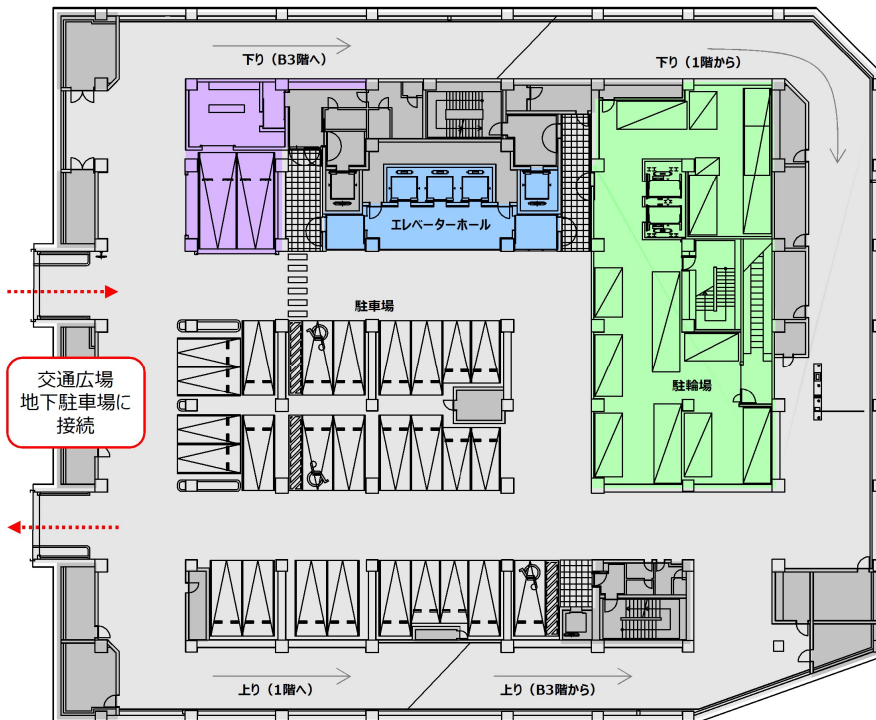 下り（B3階へ）
下り（1階から）
エレベーターホール
駐車場
交通広場
地下駐車場に
接続
駐輪場
上り（1階へ）
上り（B3階から）